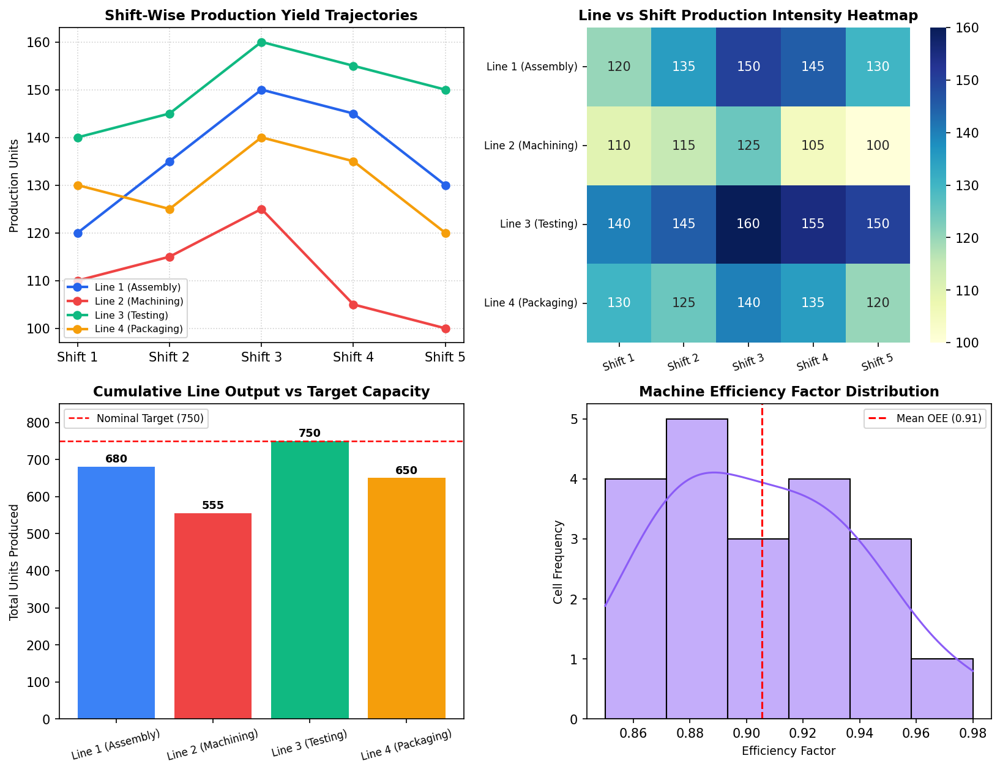 Shift-Wise Production Yield Trajectories
Production Units
160
150
140
130
120
110
100
Line 1 (Assembly)
Line 2 (Machining)
Line 3 (Testing)
Line 4 (Packaging)
Shift 1 Shift 2 Shift 3 Shift 4 Shift 5
Line vs Shift Production Intensity Heatmap
Line 1 (Assembly) 120 135 150 145 130
Line 2 (Machining) 110 115 125 105 100
Line 3 (Testing) 140 145 160 155 150
Line 4 (Packaging) 130 125 140 135 120
Shift 1 Shift 2 Shift 3 Shift 4 Shift 5
160
150
140
130
120
110
100
Cumulative Line Output vs Target Capacity
Total Units Produced
800
700
600
500
400
300
200
100
0
Nominal Target (750)
680
555
750
650
Line 1 (Assembly) Line 2 (Machining) Line 3 (Testing) Line 4 (Packaging)
Machine Efficiency Factor Distribution
Cell Frequency
5
4
3
2
1
0
Mean OEE (0.91)
0.86 0.88 0.90 0.92 0.94 0.96 0.98
Efficiency Factor